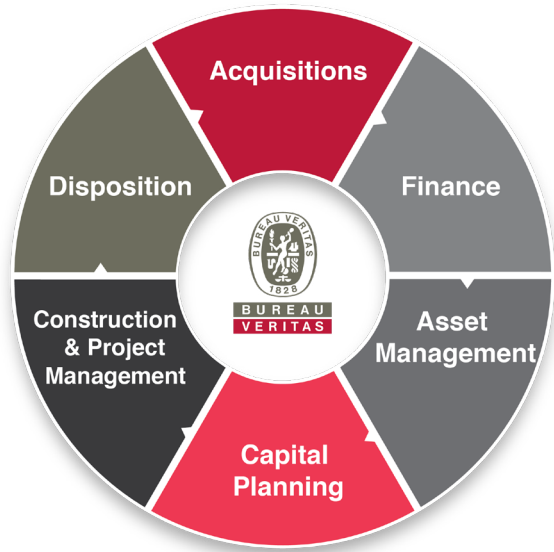 Acquisitions
Finance
Asset
Management
Capital
Planning
Construction
& Project
Management
Disposition
BUREAU VERITAS
1828
BUREAU
VERITAS